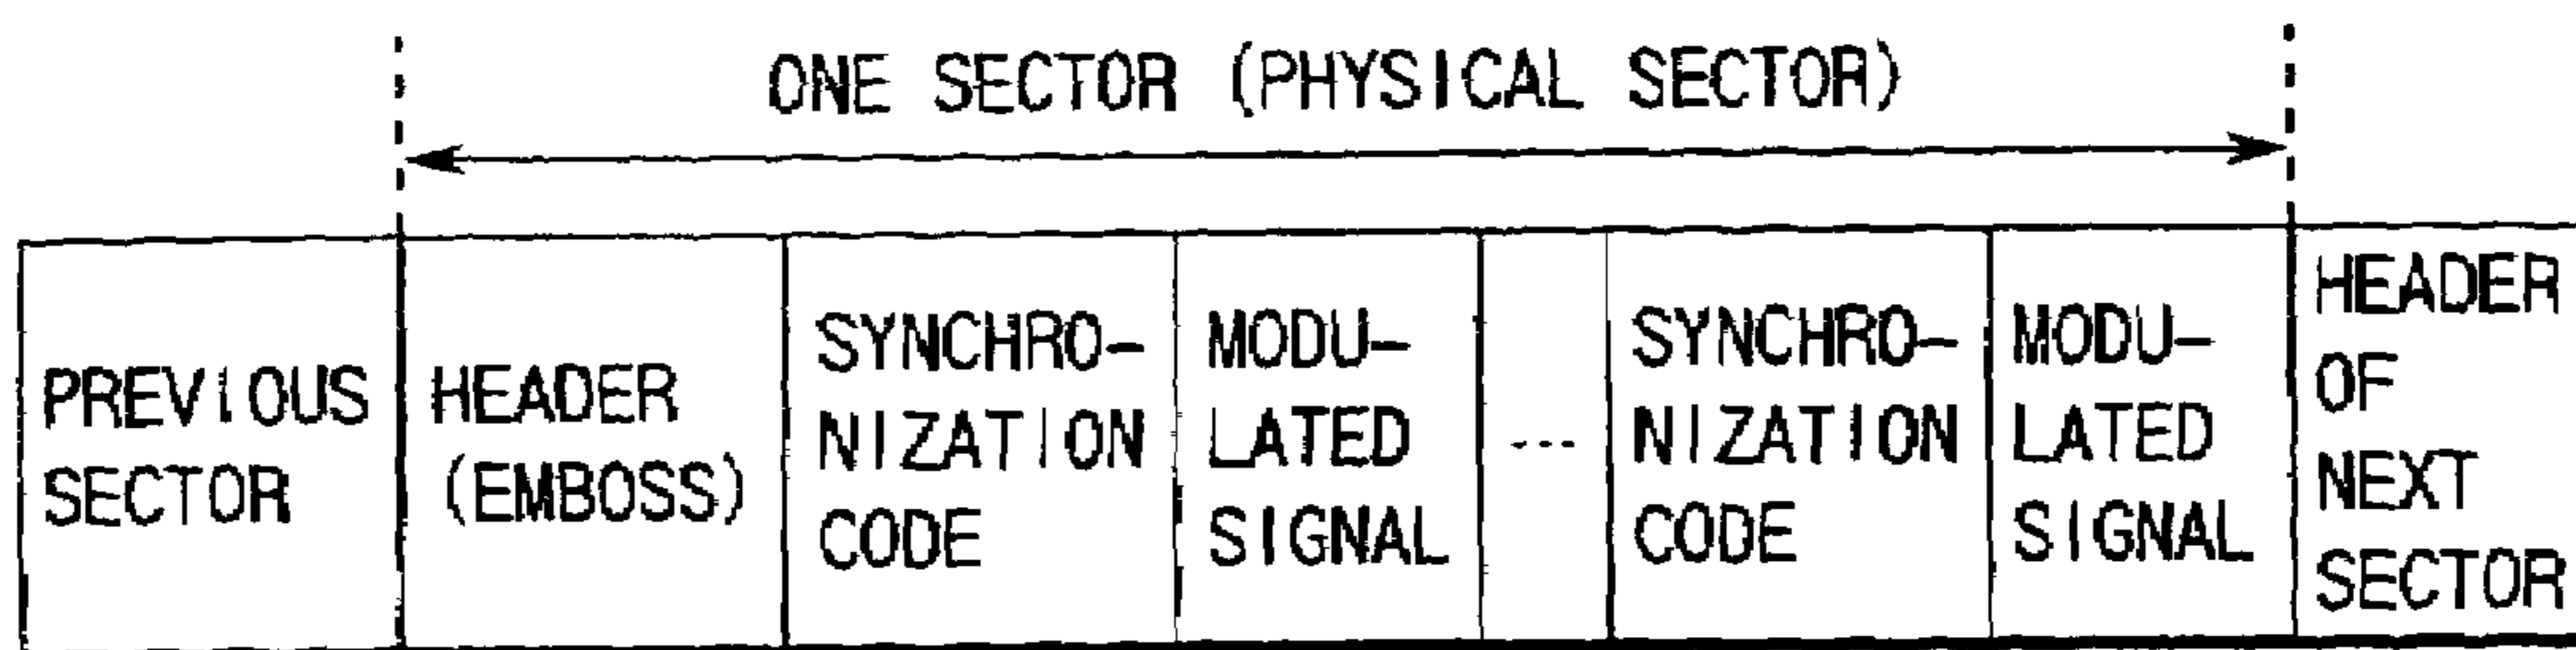 ONE SECTOR (PHYSICAL SECTOR)
PREVIOUS
SECTOR
HEADER
(EMBOSS)
SYNCHRO-
NIZATION
CODE
MODU-
LATED
SIGNAL
---
SYNCHRO-
NIZATION
CODE
MODU-
LATED
SIGNAL
HEADER
OF
NEXT
SECTOR